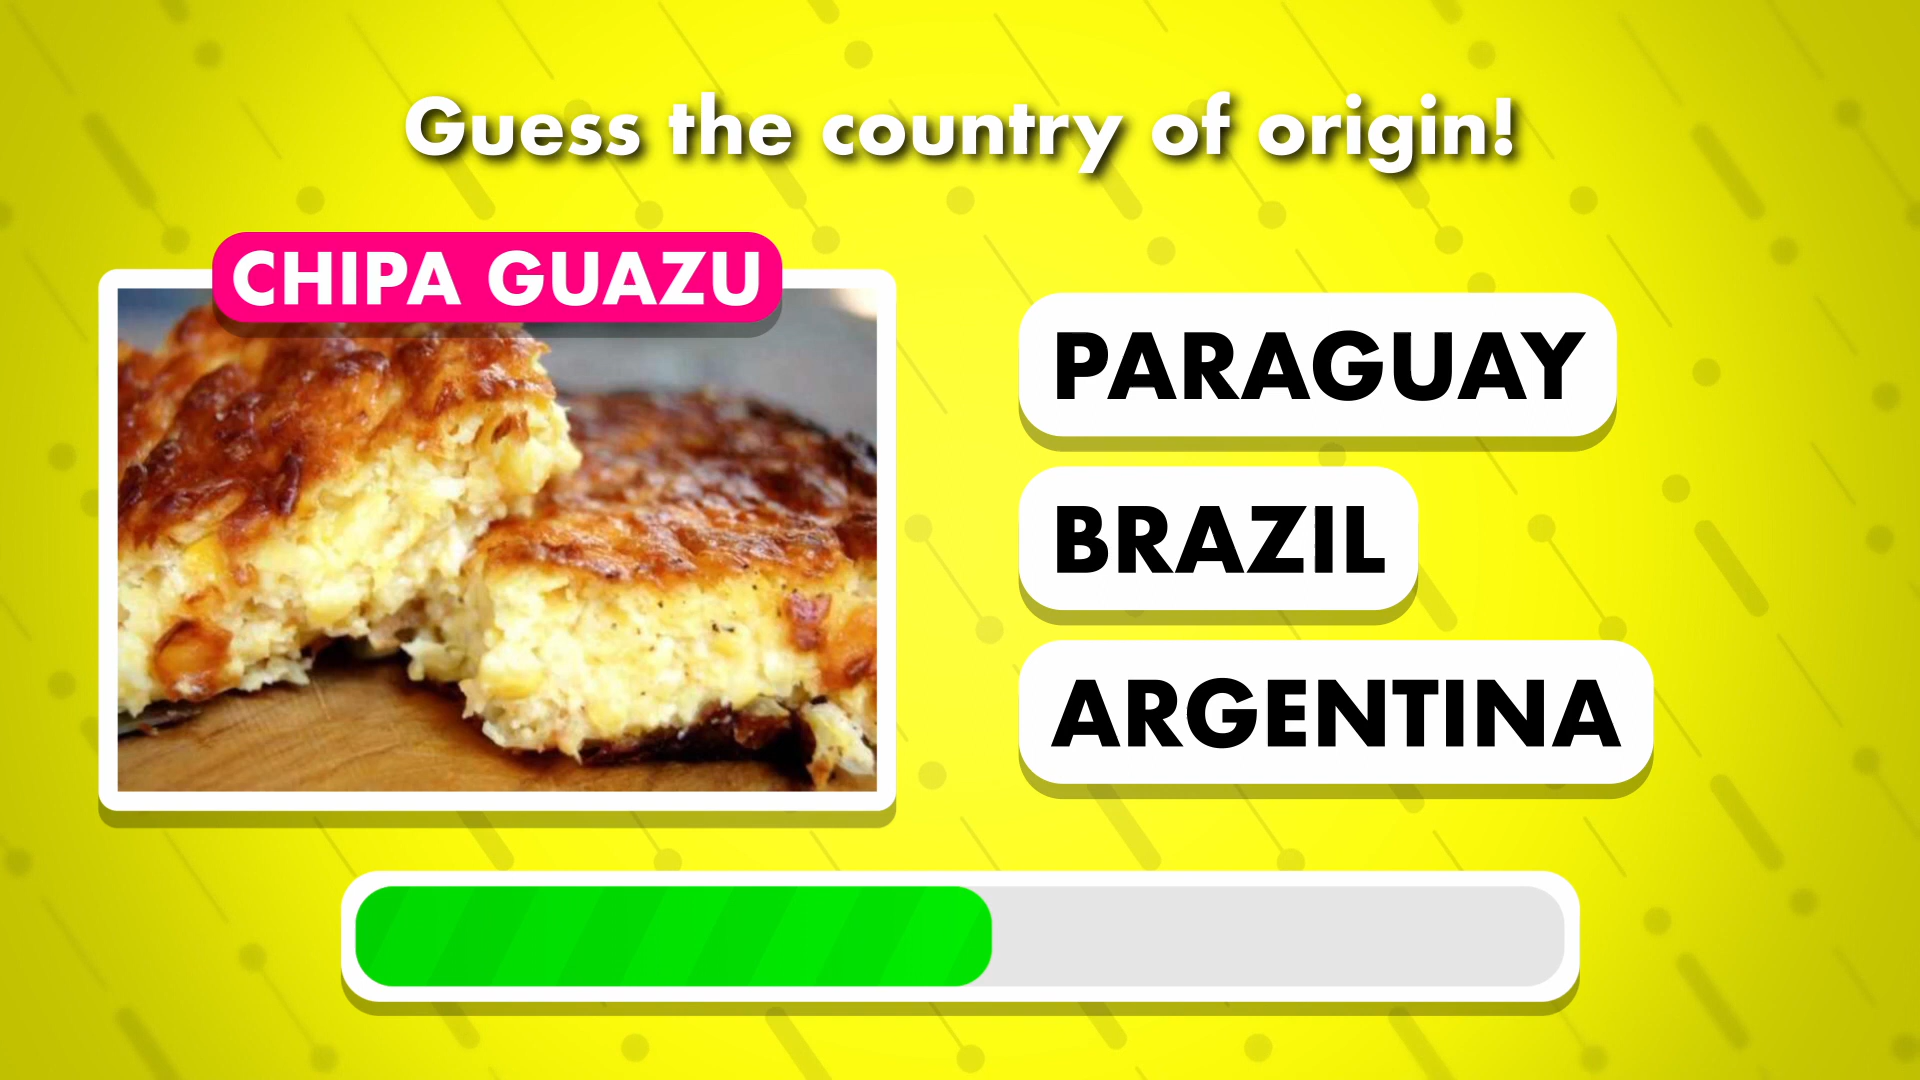 Guess the country of origin!
CHIPA GUAZU
PARAGUAY
BRAZIL
ARGENTINA